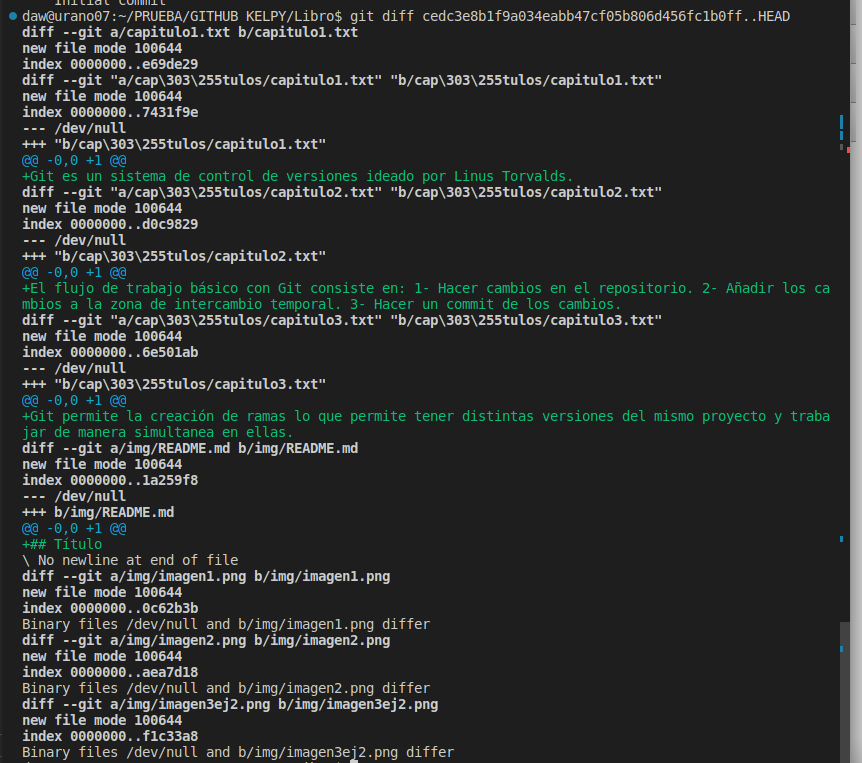 Initial Commit
daw@urano07:~/PRUEBA/GITHUB KELPY/Libro$ git diff cedc3e8b1f9a034eabb47cf05b806d456fc1b0ff..HEAD
diff --git a/capitulo1.txt b/capitulo1.txt
new file mode 100644
index 0000000..e69de29
diff --git "a/cap\303\255tulos/capitulo1.txt" "b/cap\303\255tulos/capitulo1.txt"
new file mode 100644
index 0000000..7431f9e
--- /dev/null
+++ "b/cap\303\255tulos/capitulo1.txt"
@@ -0,0 +1 @@
+Git es un sistema de control de versiones ideado por Linus Torvalds.
diff --git "a/cap\303\255tulos/capitulo2.txt" "b/cap\303\255tulos/capitulo2.txt"
new file mode 100644
index 0000000..d0c9829
--- /dev/null
+++ "b/cap\303\255tulos/capitulo2.txt"
@@ -0,0 +1 @@
+El flujo de trabajo básico con Git consiste en: 1- Hacer cambios en el repositorio. 2- Añadir los ca
mbios a la zona de intercambio temporal. 3- Hacer un commit de los cambios.
diff --git "a/cap\303\255tulos/capitulo3.txt" "b/cap\303\255tulos/capitulo3.txt"
new file mode 100644
index 0000000..6e501ab
--- /dev/null
+++ "b/cap\303\255tulos/capitulo3.txt"
@@ -0,0 +1 @@
+Git permite la creación de ramas lo que permite tener distintas versiones del mismo proyecto y traba
jar de manera simultanea en ellas.
diff --git a/img/README.md b/img/README.md
new file mode 100644
index 0000000..1a259f8
--- /dev/null
+++ b/img/README.md
@@ -0,0 +1 @@
+## Título
\ No newline at end of file
diff --git a/img/imagen1.png b/img/imagen1.png
new file mode 100644
index 0000000..0c62b3b
Binary files /dev/null and b/img/imagen1.png differ
diff --git a/img/imagen2.png b/img/imagen2.png
new file mode 100644
index 0000000..aea7d18
Binary files /dev/null and b/img/imagen2.png differ
diff --git a/img/imagen3ej2.png b/img/imagen3ej2.png
new file mode 100644
index 0000000..f1c33a8
Binary files /dev/null and b/img/imagen3ej2.png differ